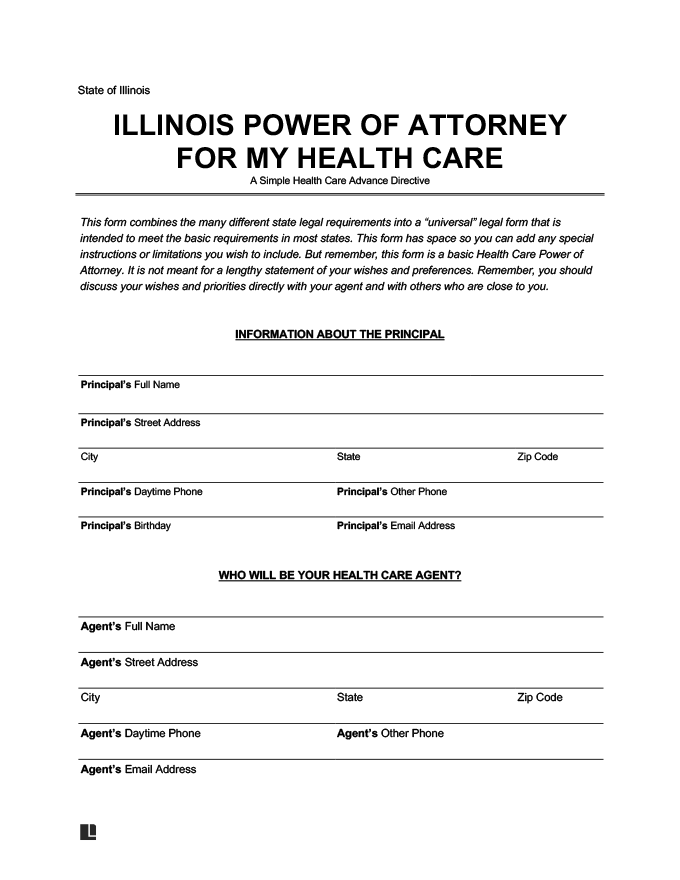 State of Illinois
ILLINOIS POWER OF ATTORNEY
FOR MY HEALTH CARE
A Simple Health Care Advance Directive
This form combines the many different state legal requirements into a “universal” legal form that is
intended to meet the basic requirements in most states. This form has space so you can add any special
instructions or limitations you wish to include. But remember, this form is a basic Health Care Power of
Attorney. It is not meant for a lengthy statement of your wishes and preferences. Remember, you should
discuss your wishes and priorities directly with your agent and with others who are close to you.
INFORMATION ABOUT THE PRINCIPAL
Principal’s Full Name
Principal’s Street Address
City State Zip Code
Principal’s Daytime Phone Principal’s Other Phone
Principal’s Birthday Principal’s Email Address
WHO WILL BE YOUR HEALTH CARE AGENT?
Agent’s Full Name
Agent’s Street Address
City State Zip Code
Agent’s Daytime Phone Agent’s Other Phone
Agent’s Email Address